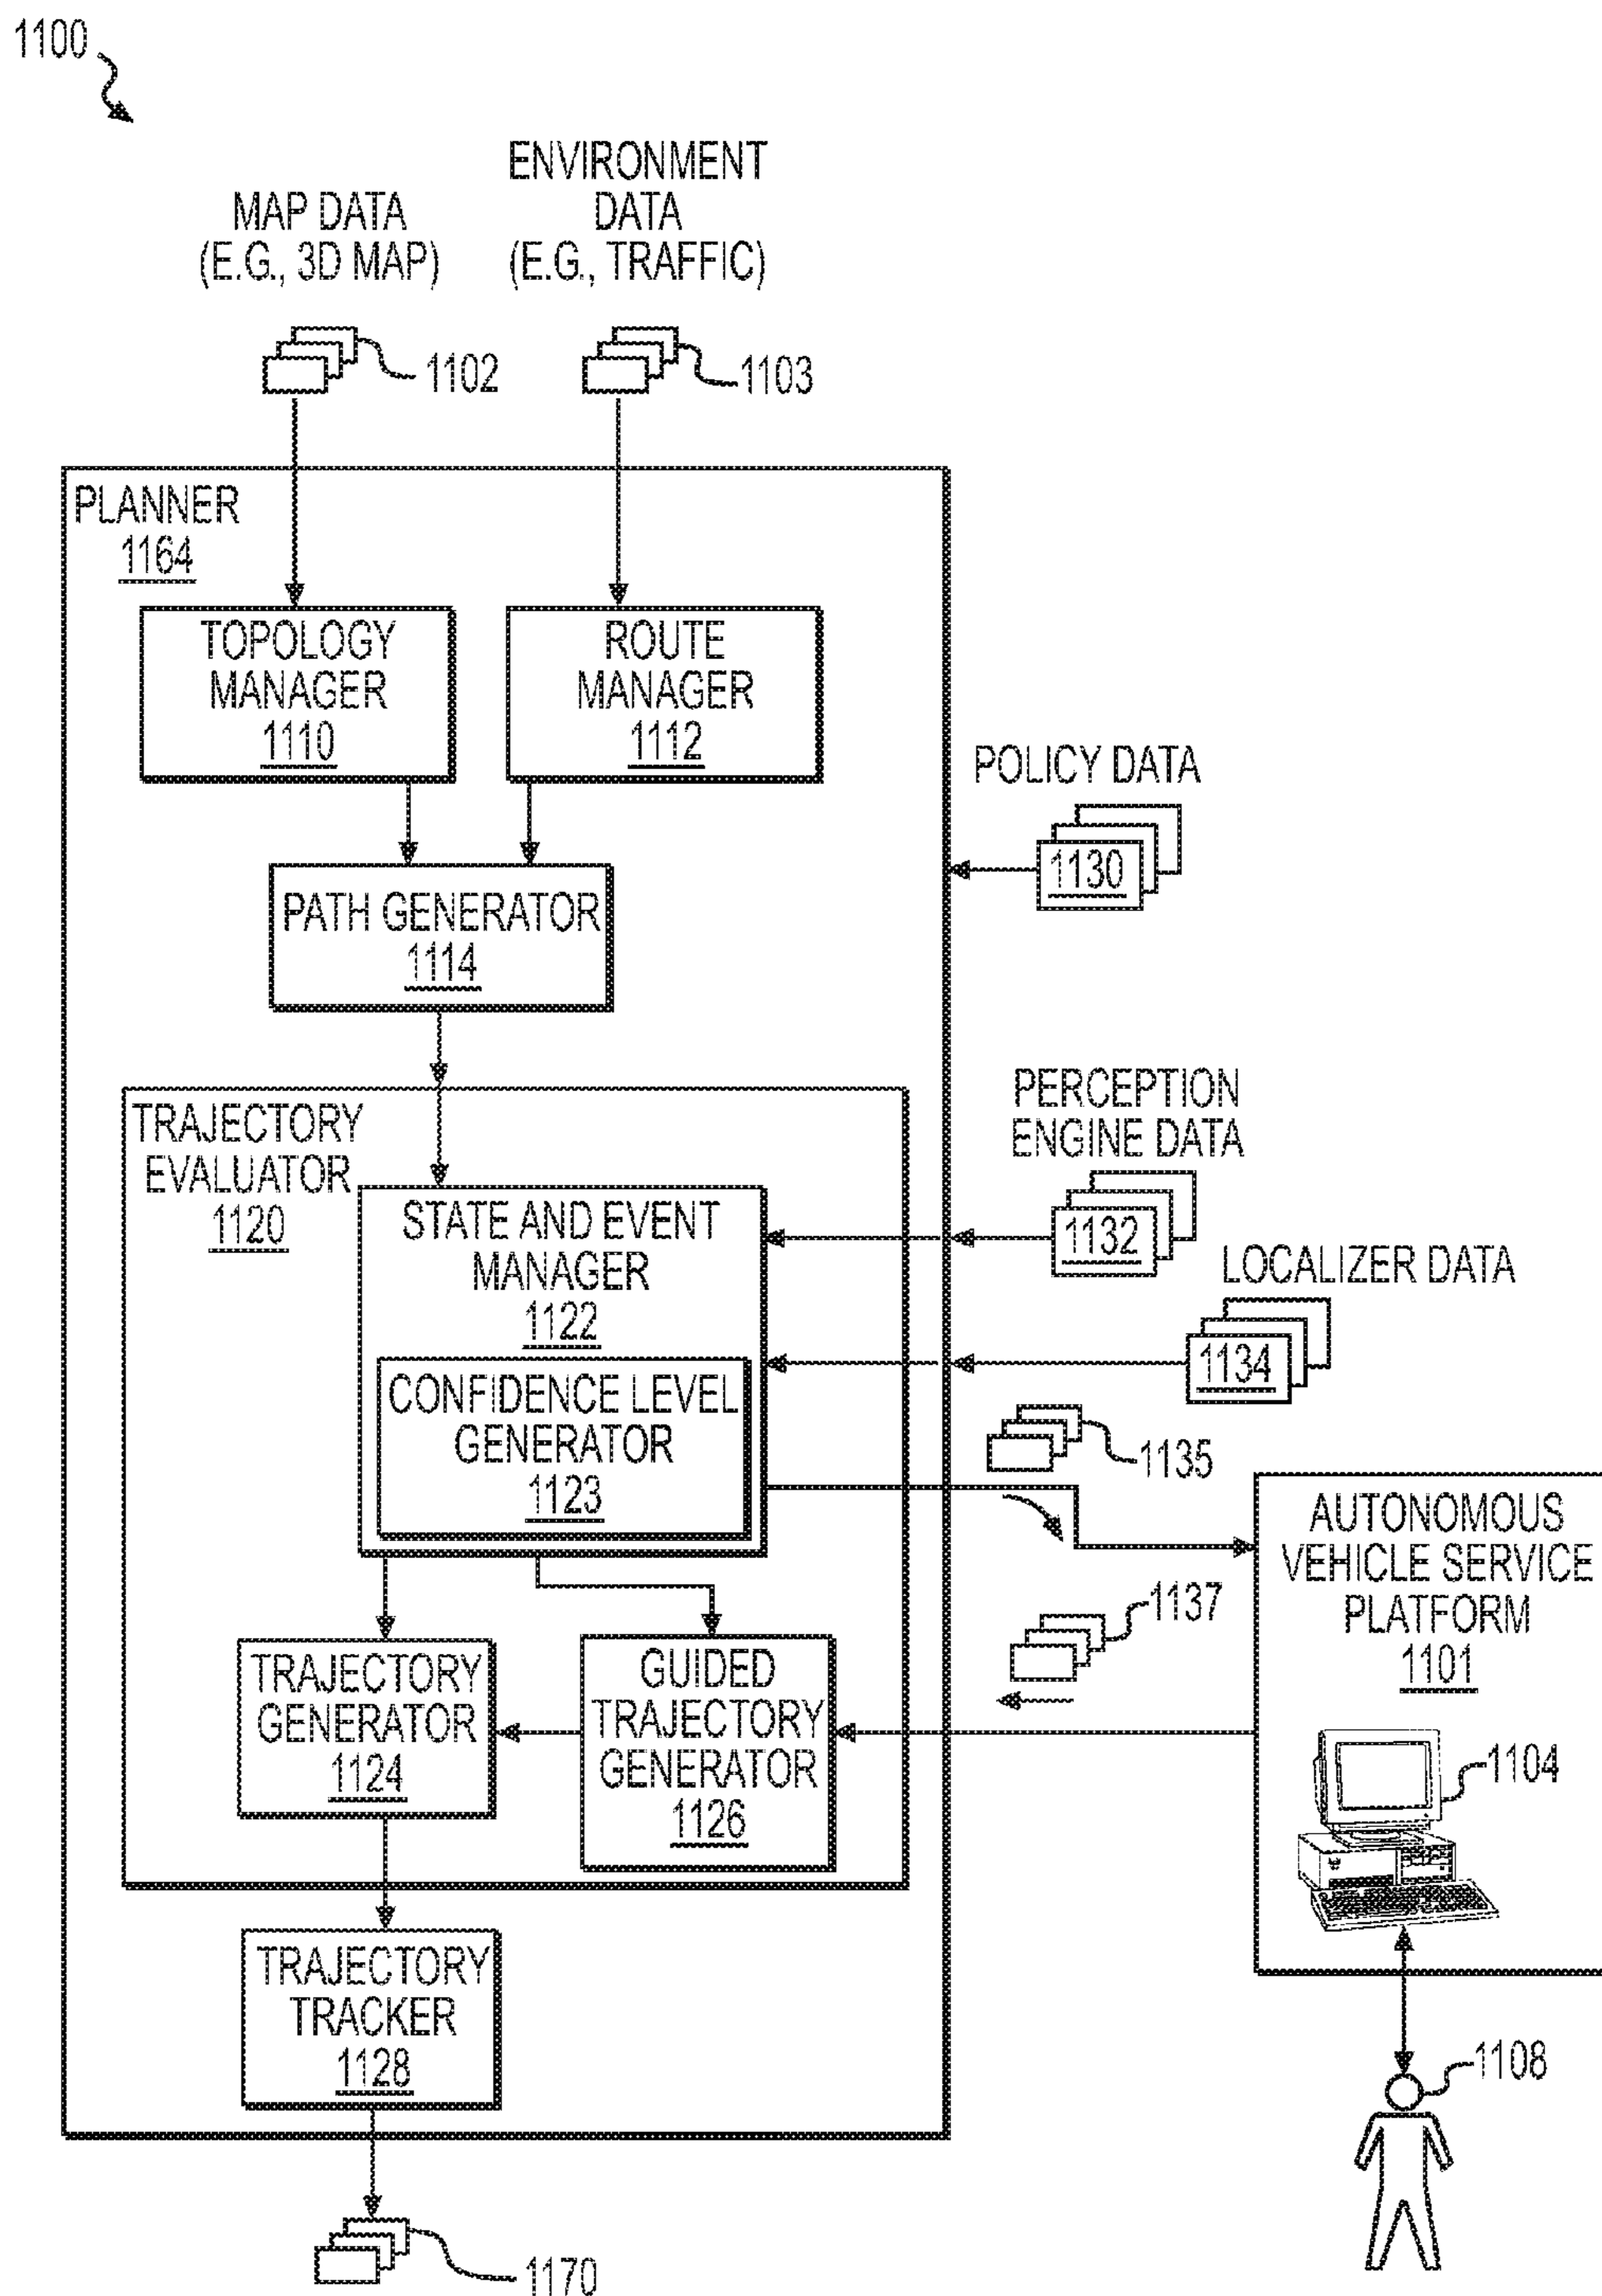 1100
MAP DATA
(E.G., 3D MAP)
ENVIRONMENT
DATA
(E.G., TRAFFIC)
1102
1103
PLANNER
1164
TOPOLOGY
MANAGER
1110
ROUTE
MANAGER
1112
POLICY DATA
1130
PATH GENERATOR
1114
TRAJECTORY
EVALUATOR
1120
PERCEPTION
ENGINE DATA
1132
STATE AND EVENT
MANAGER
1122
LOCALIZER DATA
1134
CONFIDENCE LEVEL
GENERATOR
1123
1135
AUTONOMOUS
VEHICLE SERVICE
PLATFORM
1101
1137
TRAJECTORY
GENERATOR
1124
GUIDED
TRAJECTORY
GENERATOR
1126
1104
TRAJECTORY
TRACKER
1128
1108
1170